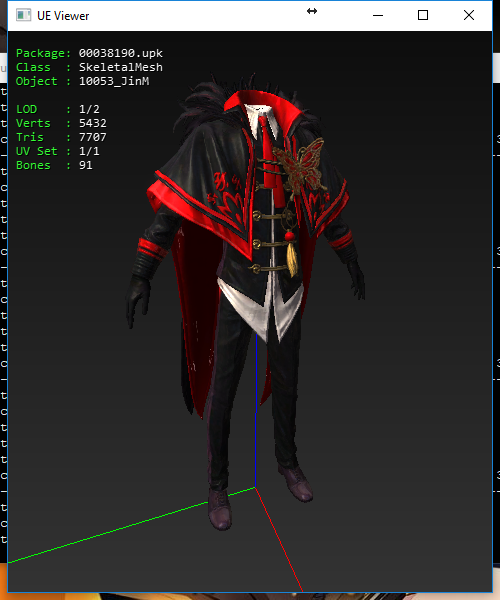 UE Viewer
Package: 00038190.upk
Class : SkeletalMesh
Object : 10053_JinM
LOD : 1/2
Verts : 5432
Tris : 7707
UV Set : 1/1
Bones : 91